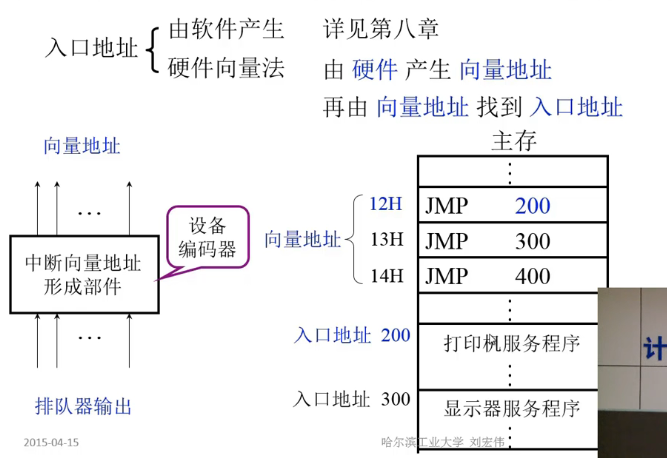 入口地址
由软件产生 详见第八章
硬件向量法 由 硬件 产生 向量地址
再由 向量地址 找到 入口地址
向量地址
...
设备
编码器
中断向量地址
形成部件
...
排队器输出
主存
向量地址
12H JMP 200
13H JMP 300
14H JMP 400
入口地址 200
打印机服务程序
入口地址 300
显示器服务程序
2015-04-15
哈尔滨工业大学 刘宏伟
计